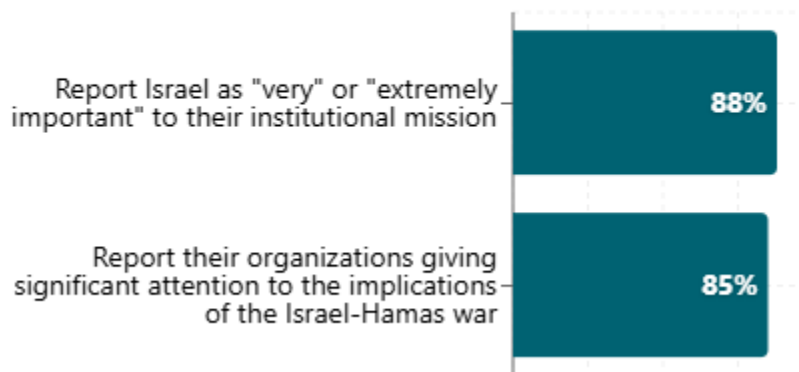 Report Israel as "very" or "extremely
important" to their institutional mission
88%
Report their organizations giving
significant attention to the implications
of the Israel-Hamas war
85%